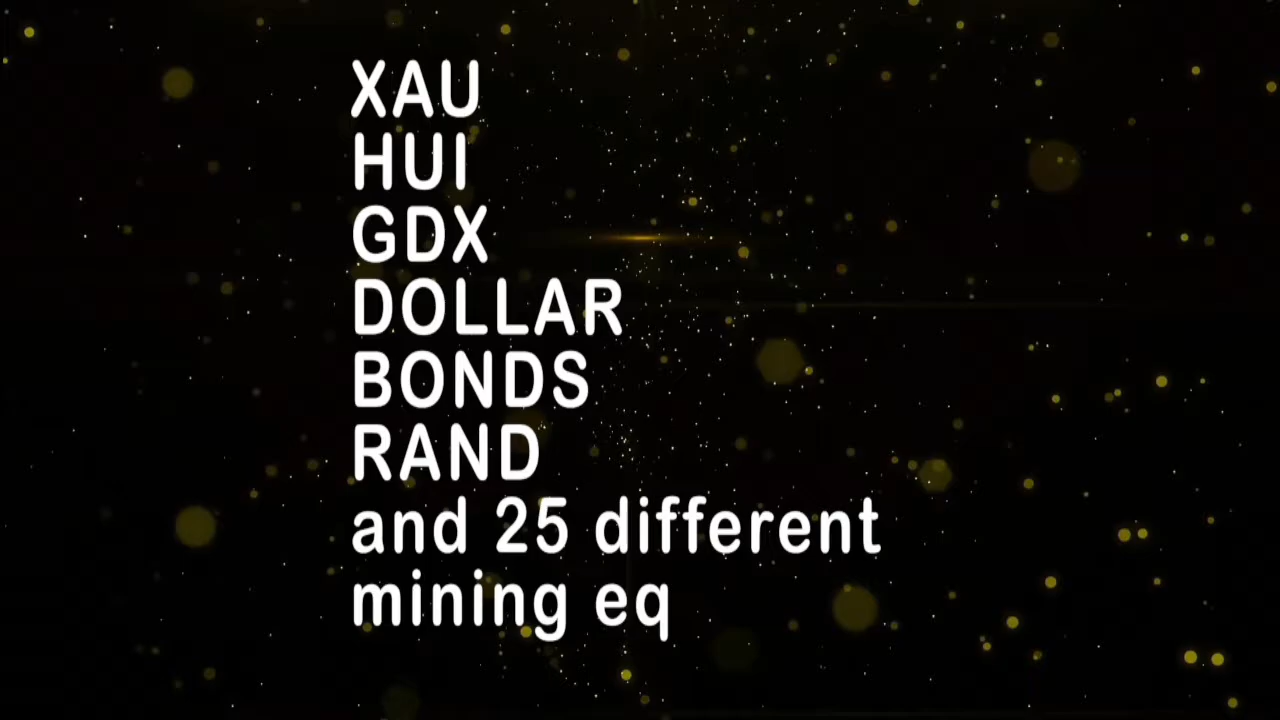 XAU
HUI
GDX
DOLLAR
BONDS
RAND
and 25 different
mining eq